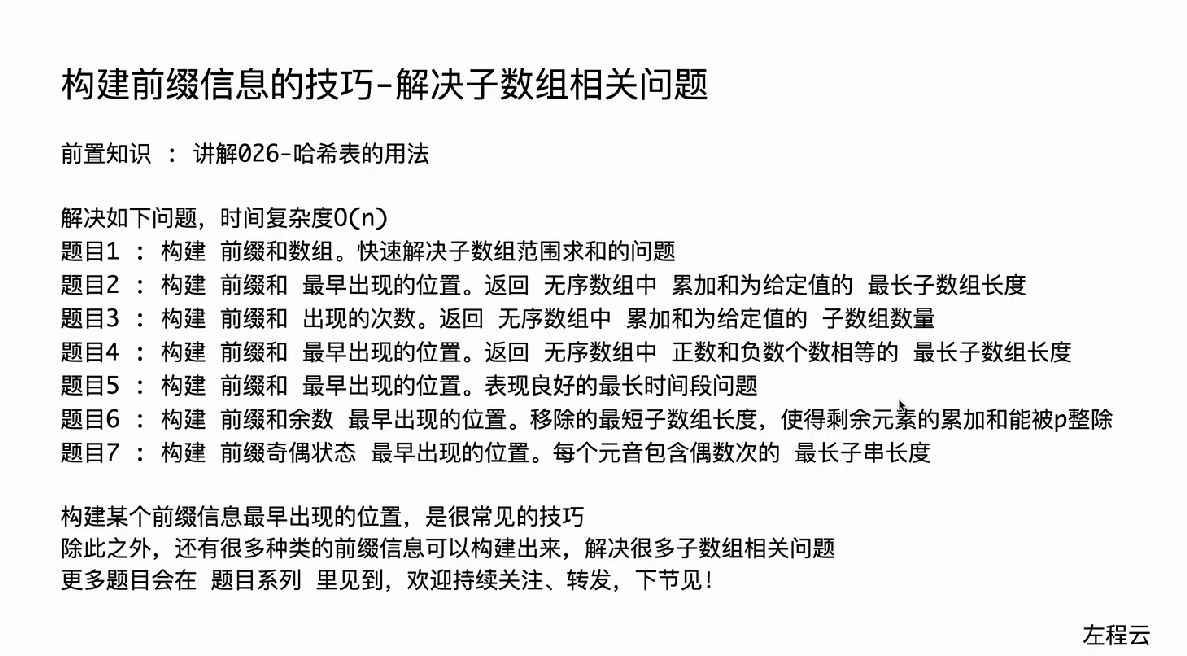 构建前缀信息的技巧-解决子数组相关问题
前置知识 : 讲解026-哈希表的用法
解决如下问题，时间复杂度O(n)
题目1 : 构建 前缀和数组。快速解决子数组范围求和的问题
题目2 : 构建 前缀和 最早出现的位置。返回 无序数组中 累加和为给定值的 最长子数组长度
题目3 : 构建 前缀和 出现的次数。返回 无序数组中 累加和为给定值的 子数组数量
题目4 : 构建 前缀和 最早出现的位置。返回 无序数组中 正数和负数个数相等的 最长子数组长度
题目5 : 构建 前缀和 最早出现的位置。表现良好的最长时间段问题
题目6 : 构建 前缀和余数 最早出现的位置。移除的最短子数组长度，使得剩余元素的累加和能被p整除
题目7 : 构建 前缀奇偶状态 最早出现的位置。每个元音包含偶数次的 最长子串长度
构建某个前缀信息最早出现的位置，是很常见的技巧
除此之外，还有很多种类的前缀信息可以构建出来，解决很多子数组相关问题
更多题目会在 题目系列 里见到，欢迎持续关注、转发，下节见！
左程云